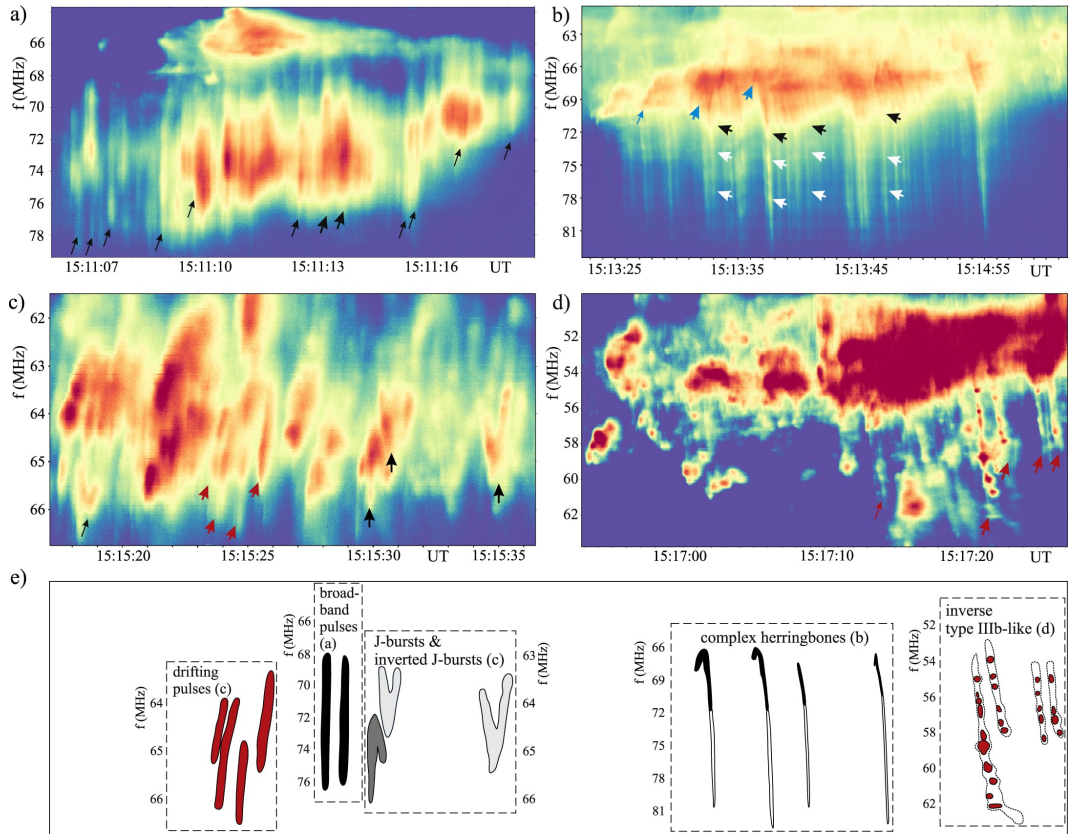 a)
f (MHz)
66
68
70
72
74
76
78
15:11:07
15:11:10
15:11:13
15:11:16
UT
b)
f (MHz)
63
66
69
72
75
78
81
15:13:25
15:13:35
15:13:45
15:14:55
UT
c)
f (MHz)
62
63
64
65
66
15:15:20
15:15:25
15:15:30
UT
15:15:35
d)
f (MHz)
52
54
56
58
60
62
15:17:00
15:17:10
15:17:20
UT
e)
drifting
pulses (c)
f (MHz)
64
65
66
broad-
band
pulses
(a)
f (MHz)
68
66
68
70
72
74
76
J-bursts &
inverted J-bursts (c)
f (MHz)
63
64
65
66
complex herringbones (b)
f (MHz)
66
69
72
75
78
81
inverse
type IIIb-like (d)
f (MHz)
52
54
56
58
60
62